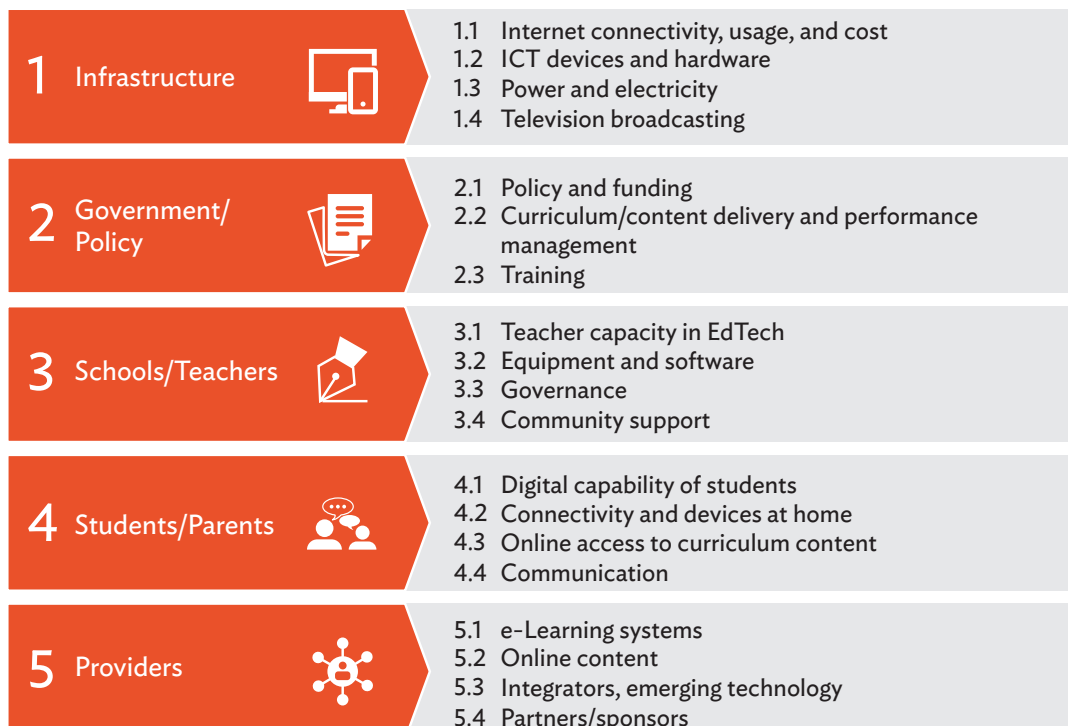 1 Infrastructure
1.1 Internet connectivity, usage, and cost
1.2 ICT devices and hardware
1.3 Power and electricity
1.4 Television broadcasting
2 Government/
Policy
2.1 Policy and funding
2.2 Curriculum/content delivery and performance
management
2.3 Training
3 Schools/Teachers
3.1 Teacher capacity in EdTech
3.2 Equipment and software
3.3 Governance
3.4 Community support
4 Students/Parents
4.1 Digital capability of students
4.2 Connectivity and devices at home
4.3 Online access to curriculum content
4.4 Communication
5 Providers
5.1 e-Learning systems
5.2 Online content
5.3 Integrators, emerging technology
5.4 Partners/sponsors